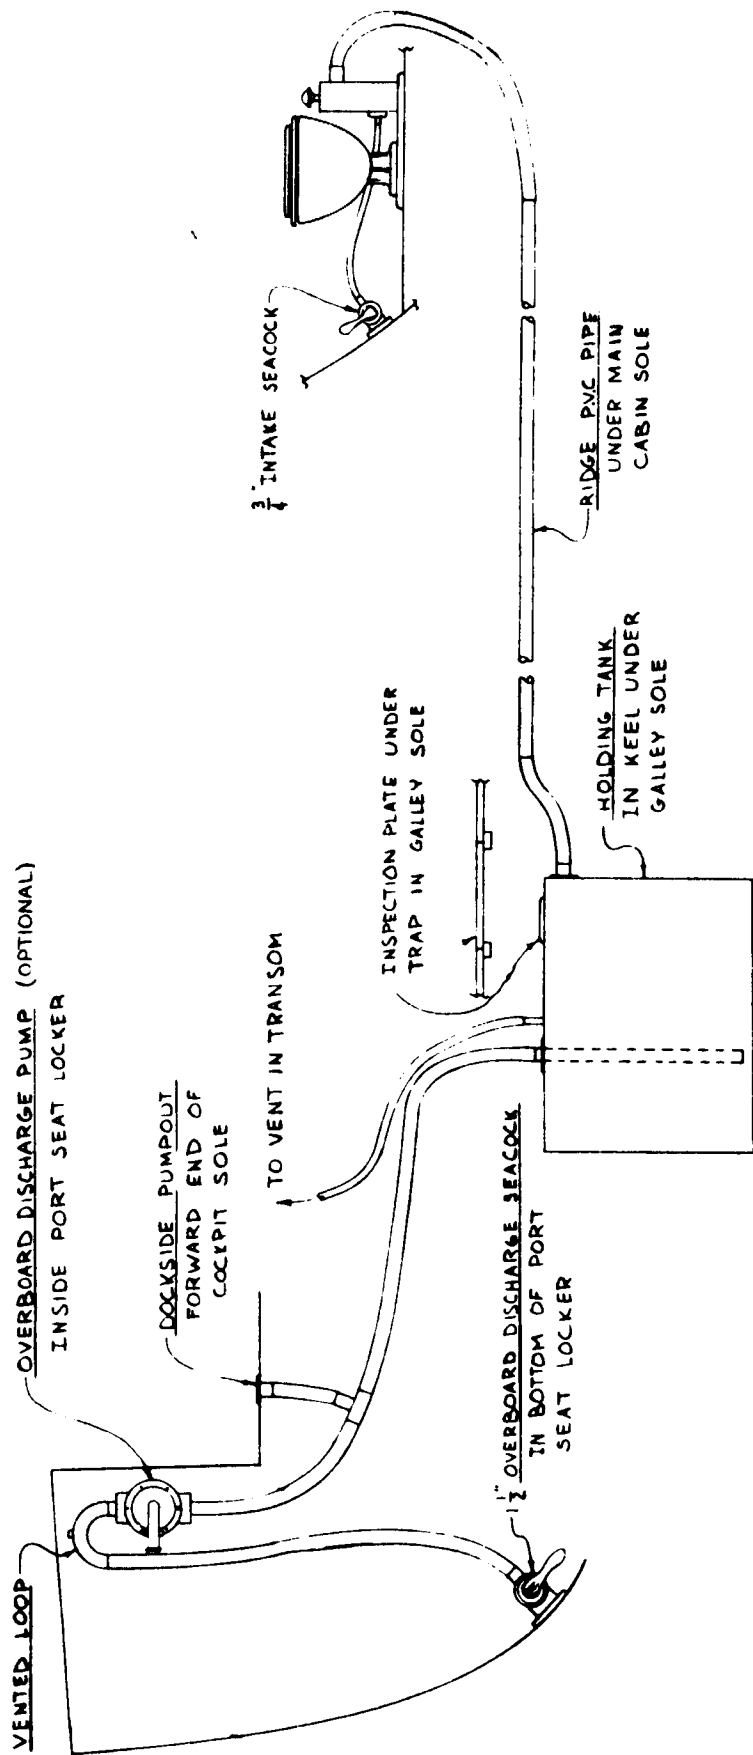 VENTED LOOP
OVERBOARD DISCHARGE PUMP (OPTIONAL)
INSIDE PORT SEAT LOCKER
DOCKSIDE PUMPOUT
FORWARD END OF
COCKPIT SOLE
TO VENT IN TRANSOM
1 1/2" OVERBOARD DISCHARGE SEACOCK
IN BOTTOM OF PORT
SEAT LOCKER
INSPECTION PLATE UNDER
TRAP IN GALLEY SOLE
HOLDING TANK
IN KEEL UNDER
GALLEY SOLE
3/4" INTAKE SEACOCK
RIDGE P.V.C PIPE
UNDER MAIN
CABIN SOLE